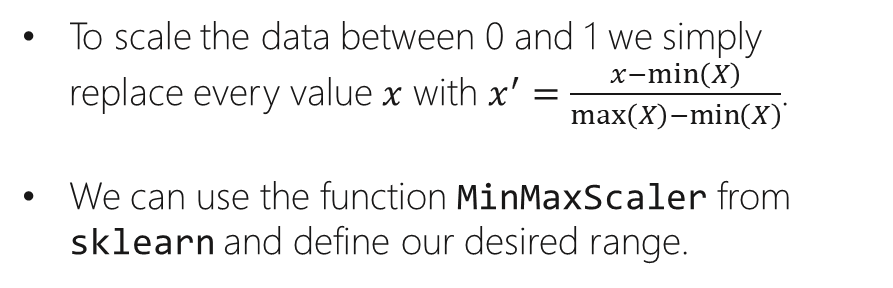 • To scale the data between 0 and 1 we simply
replace every value x with x′ = \frac{x−min(X)}{max(X)−min(X)}.
• We can use the function MinMaxScaler from
sklearn and define our desired range.